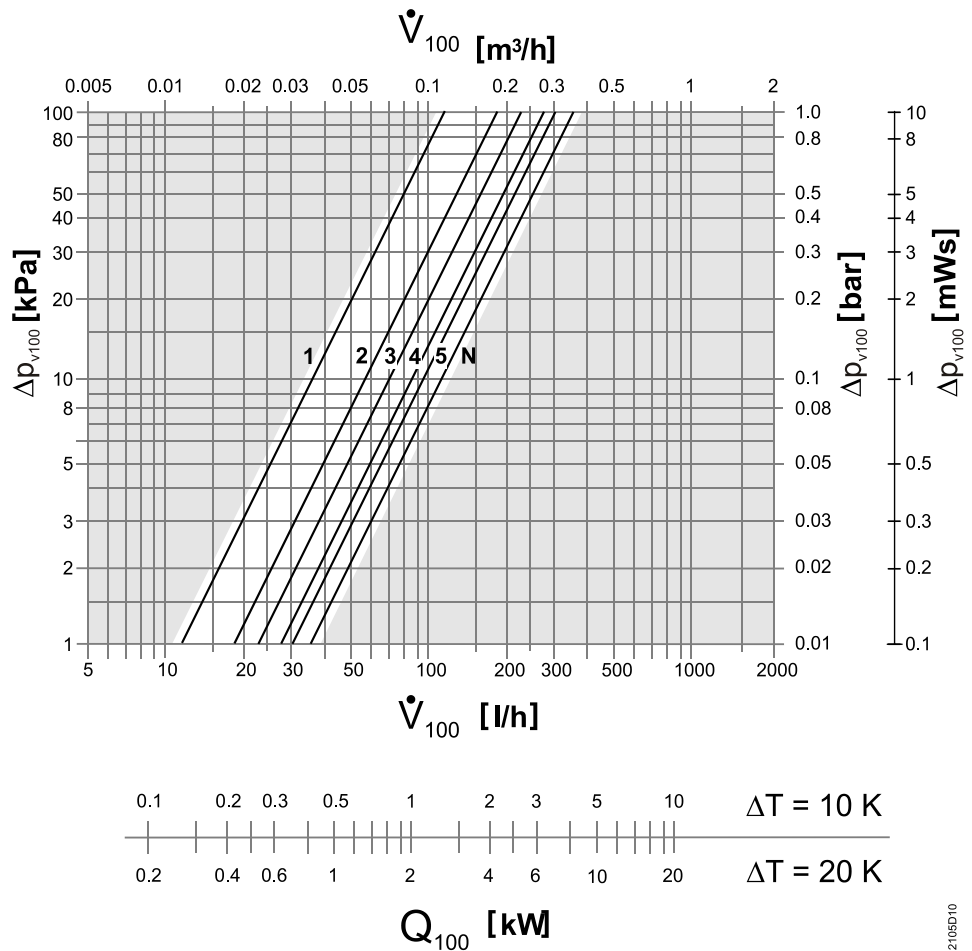 V̇100 [m³/h]
0.005 0.01 0.02 0.03 0.05 0.1 0.2 0.3 0.5 1 2
100 1.0 10
80 0.8 8
50 0.5 5
40 0.4 4
30 0.3 3
20 0.2 2
1 2 3 4 5 N
10 0.1 1
8 0.08
5 0.05 0.5
3 0.03 0.3
2 0.02 0.2
1 0.01 0.1
Δpv100 [kPa]
Δpv100 [bar]
Δpv100 [mWs]
5 10 20 30 50 100 200 300 500 1000 2000
V̇100 [l/h]
0.1 0.2 0.3 0.5 1 2 3 5 10 ΔT = 10 K
0.2 0.4 0.6 1 2 4 6 10 20 ΔT = 20 K
Q100 [kW]
2105D10